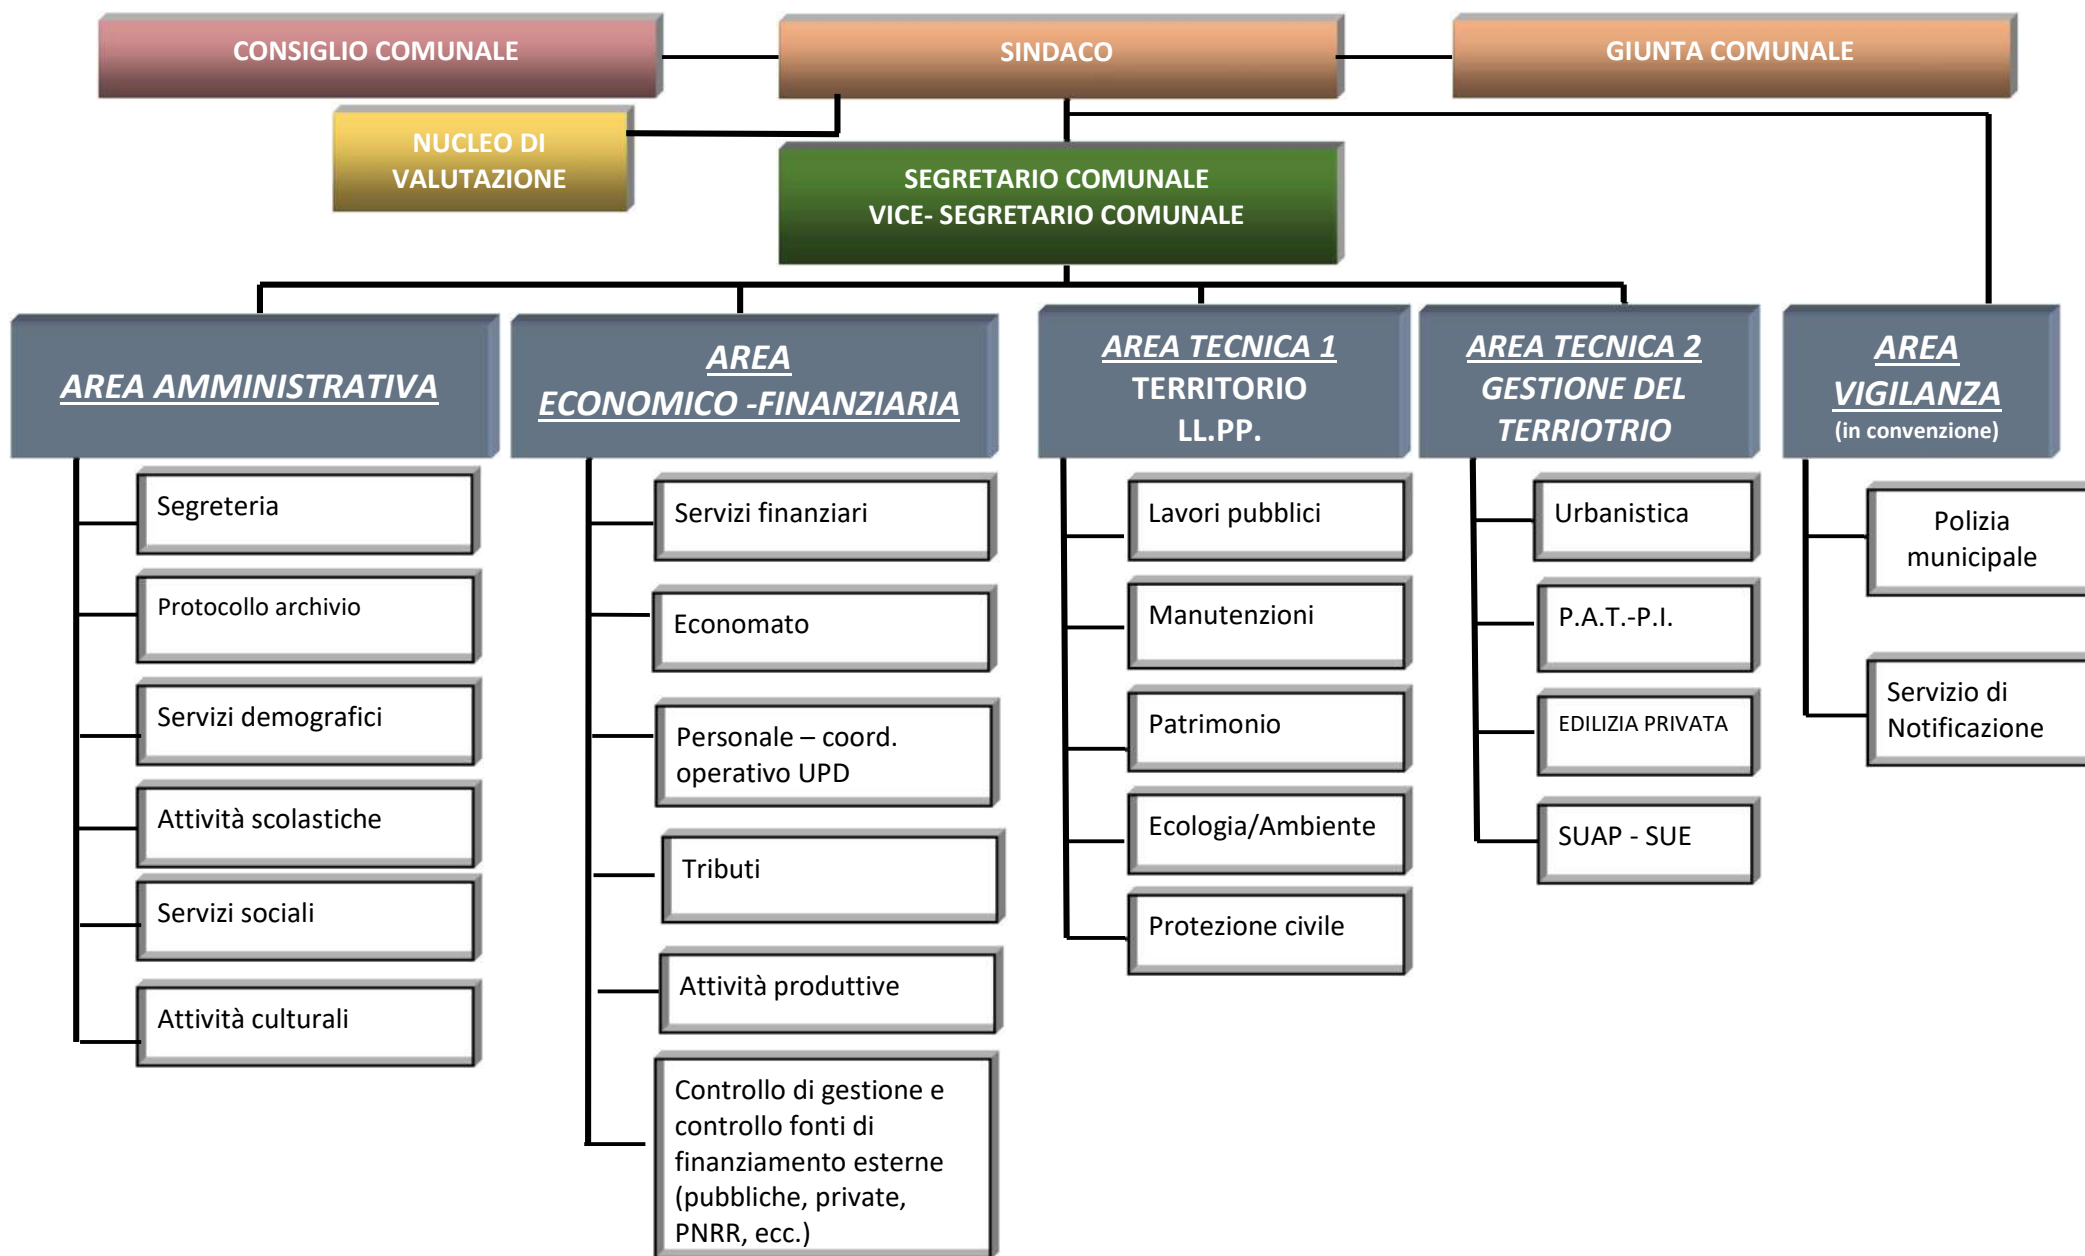 CONSIGLIO COMUNALE
SINDACO
GIUNTA COMUNALE
NUCLEO DI
VALUTAZIONE
SEGRETARIO COMUNALE
VICE- SEGRETARIO COMUNALE
AREA AMMINISTRATIVA
Segreteria
Protocollo archivio
Servizi demografici
Attività scolastiche
Servizi sociali
Attività culturali
AREA
ECONOMICO -FINANZIARIA
Servizi finanziari
Economato
Personale – coord.
operativo UPD
Tributi
Attività produttive
Controllo di gestione e
controllo fonti di
finanziamento esterne
(pubbliche, private,
PNRR, ecc.)
AREA TECNICA 1
TERRITORIO
LL.PP.
Lavori pubblici
Manutenzioni
Patrimonio
Ecologia/Ambiente
Protezione civile
AREA TECNICA 2
GESTIONE DEL
TERRIOTRIO
Urbanistica
P.A.T.-P.I.
EDILIZIA PRIVATA
SUAP - SUE
AREA
VIGILANZA
(in convenzione)
Polizia
municipale
Servizio di
Notificazione